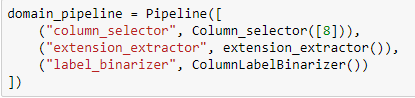 domain_pipeline = Pipeline([
    ("column_selector", Column_selector([8])),
    ("extension_extractor", extension_extractor()),
    ("label_binarizer", ColumnLabelBinarizer())
])